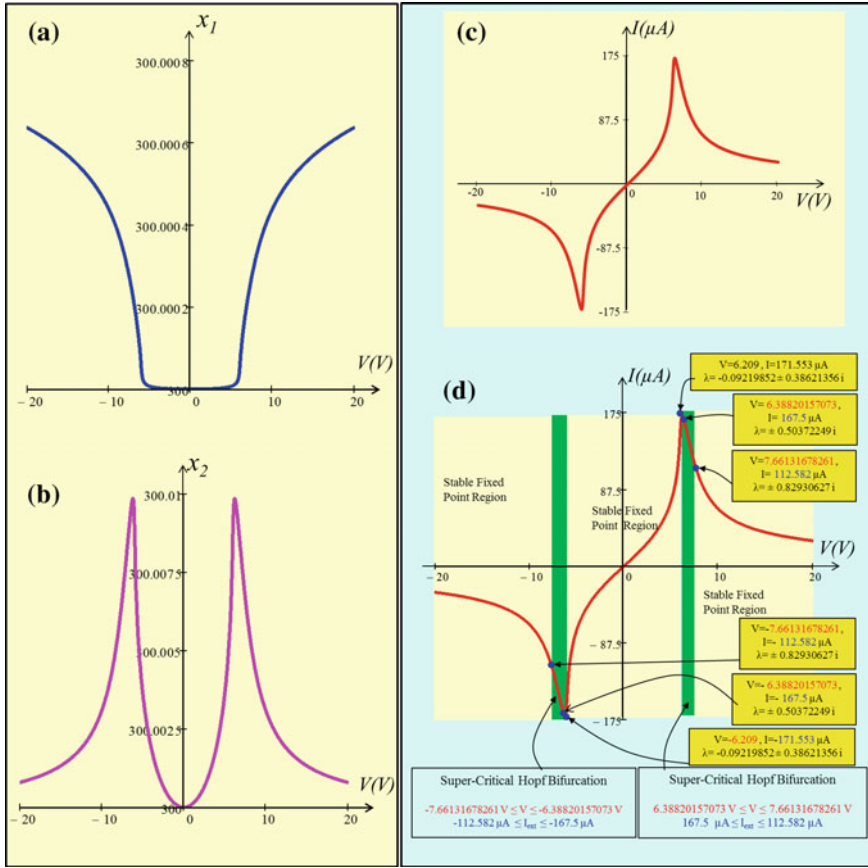 (a)
x1
300.0008
300.0006
300.0004
300.0002
300
V(V)
– 20
– 10
0
10
20
(b)
x2
300.01
300.0075
300.005
300.0025
300
V(V)
– 20
– 10
0
10
20
(c)
I(μA)
175
87.5
-20
-10
0
10
20
V(V)
-87.5
-175
(d)
I(μA)
175
87.5
Stable Fixed
Point Region
Stable Fixed
Point Region
V(V)
– 20
– 10
0
10
20
Stable Fixed
Point Region
– 87.5
– 175
V=6.209 , I=171.553 μA
λ= -0.09219852 ± 0.38621356 i
V= 6.38820157073,
I= 167.5 μA
λ= ± 0.50372249 i
V=7.66131678261,
I= 112.582 μA
λ= ± 0.82930627 i
V=-7.66131678261,
I=- 112.582 μA
λ= ± 0.82930627 i
V=- 6.38820157073,
I=- 167.5 μA
λ= ± 0.50372249 i
V=-6.209, I=-171.553 μA
λ= -0.09219852 ± 0.38621356 i
Super-Critical Hopf Bifurcation
-7.66131678261 V ≤ V ≤ -6.38820157073 V
-112.582 μA ≤ Iext ≤ -167.5 μA
Super-Critical Hopf Bifurcation
6.38820157073 V ≤ V ≤ 7.66131678261 V
167.5 μA ≤ Iext ≤ 112.582 μA